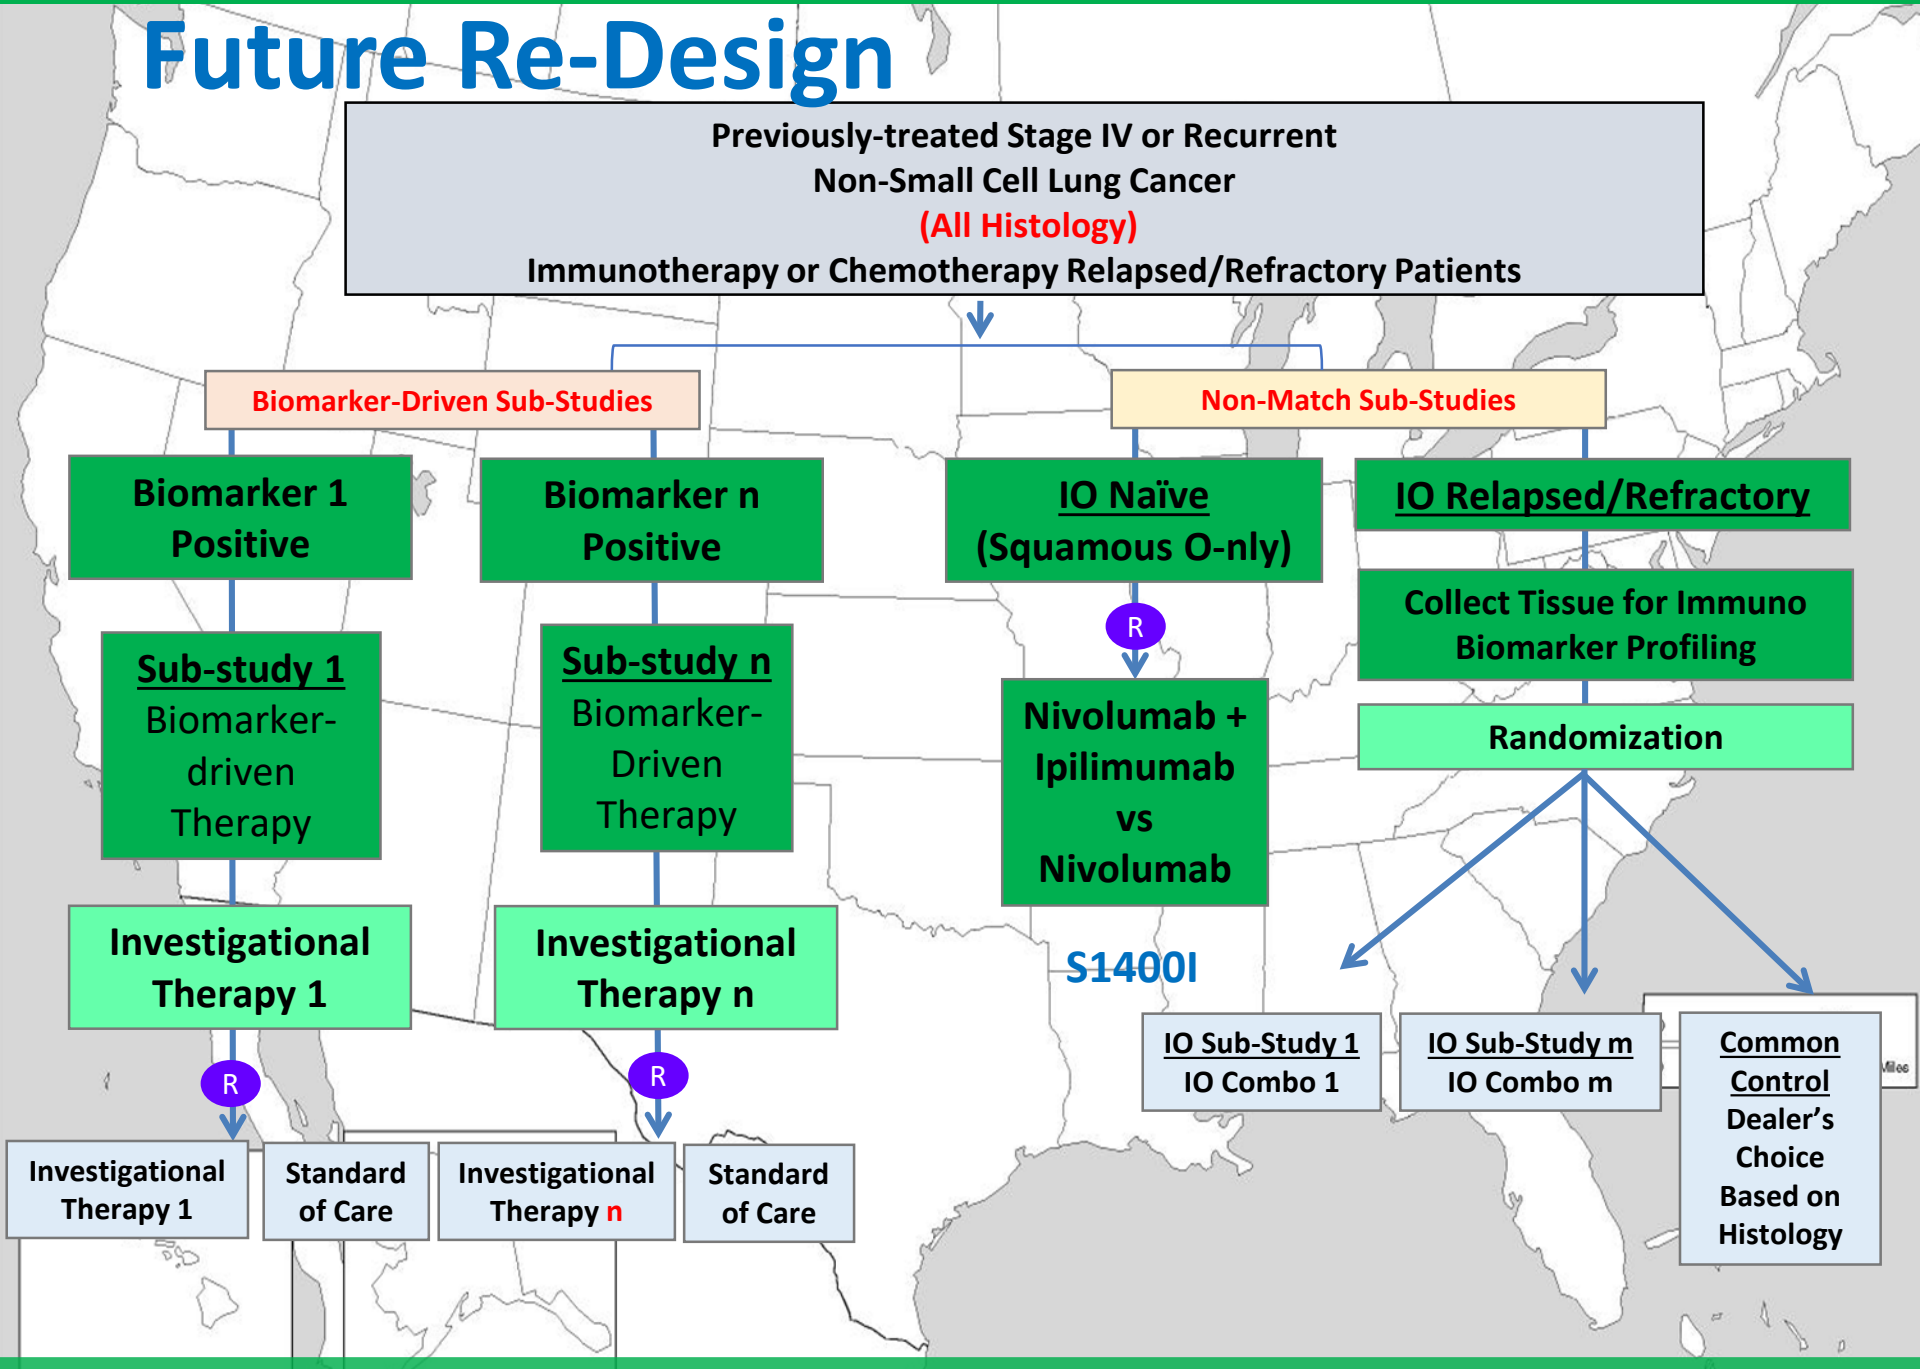 Future Re-Design
Previously-treated Stage IV or Recurrent
Non-Small Cell Lung Cancer
(All Histology)
Immunotherapy or Chemotherapy Relapsed/Refractory Patients
Biomarker-Driven Sub-Studies
Non-Match Sub-Studies
Biomarker 1
Positive
Biomarker n
Positive
IO Naïve
(Squamous O-nly)
IO Relapsed/Refractory
Collect Tissue for Immuno
Biomarker Profiling
R
Sub-study 1
Biomarker-
driven
Therapy
Sub-study n
Biomarker-
Driven
Therapy
Nivolumab +
Ipilimumab
vs
Nivolumab
Randomization
Investigational
Therapy 1
Investigational
Therapy n
S1400I
R
R
IO Sub-Study 1
IO Combo 1
IO Sub-Study m
IO Combo m
Common
Control
Dealer's
Choice
Based on
Histology
Miles
Investigational
Therapy 1
Standard
of Care
Investigational
Therapy n
Standard
of Care